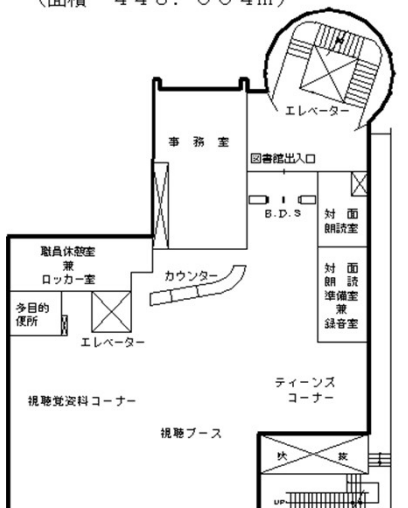 エレベーター
事務室
図書館出入口
B.D.S
対面
朗読室
職員休憩室
兼
ロッカー室
カウンター
対面
朗読
準備室
兼
録音室
多目的
便所
エレベーター
ティーンズ
コーナー
視聴覚資料コーナー
視聴ブース
吹抜
UP